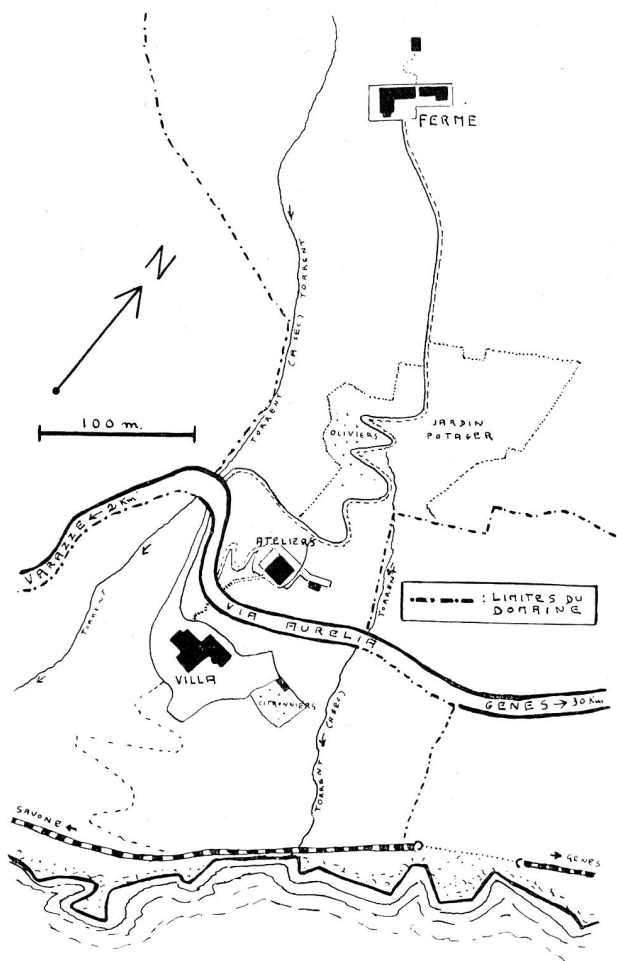 FERME
N
TORRENT
(A SEC)
TORRENT
100 m.
OLIVIERS
JARDIN
POTAGER
VARAZZE ← 2 Km
ATELIERS
TORRENT
TORRENT
: LIMITES DU
DOMAINE
VIA AURELIA
VILLA
CITRONNIERS
GENES → 30 Km
TORRENT (A SEC)
SAVONE ←
→ GENES